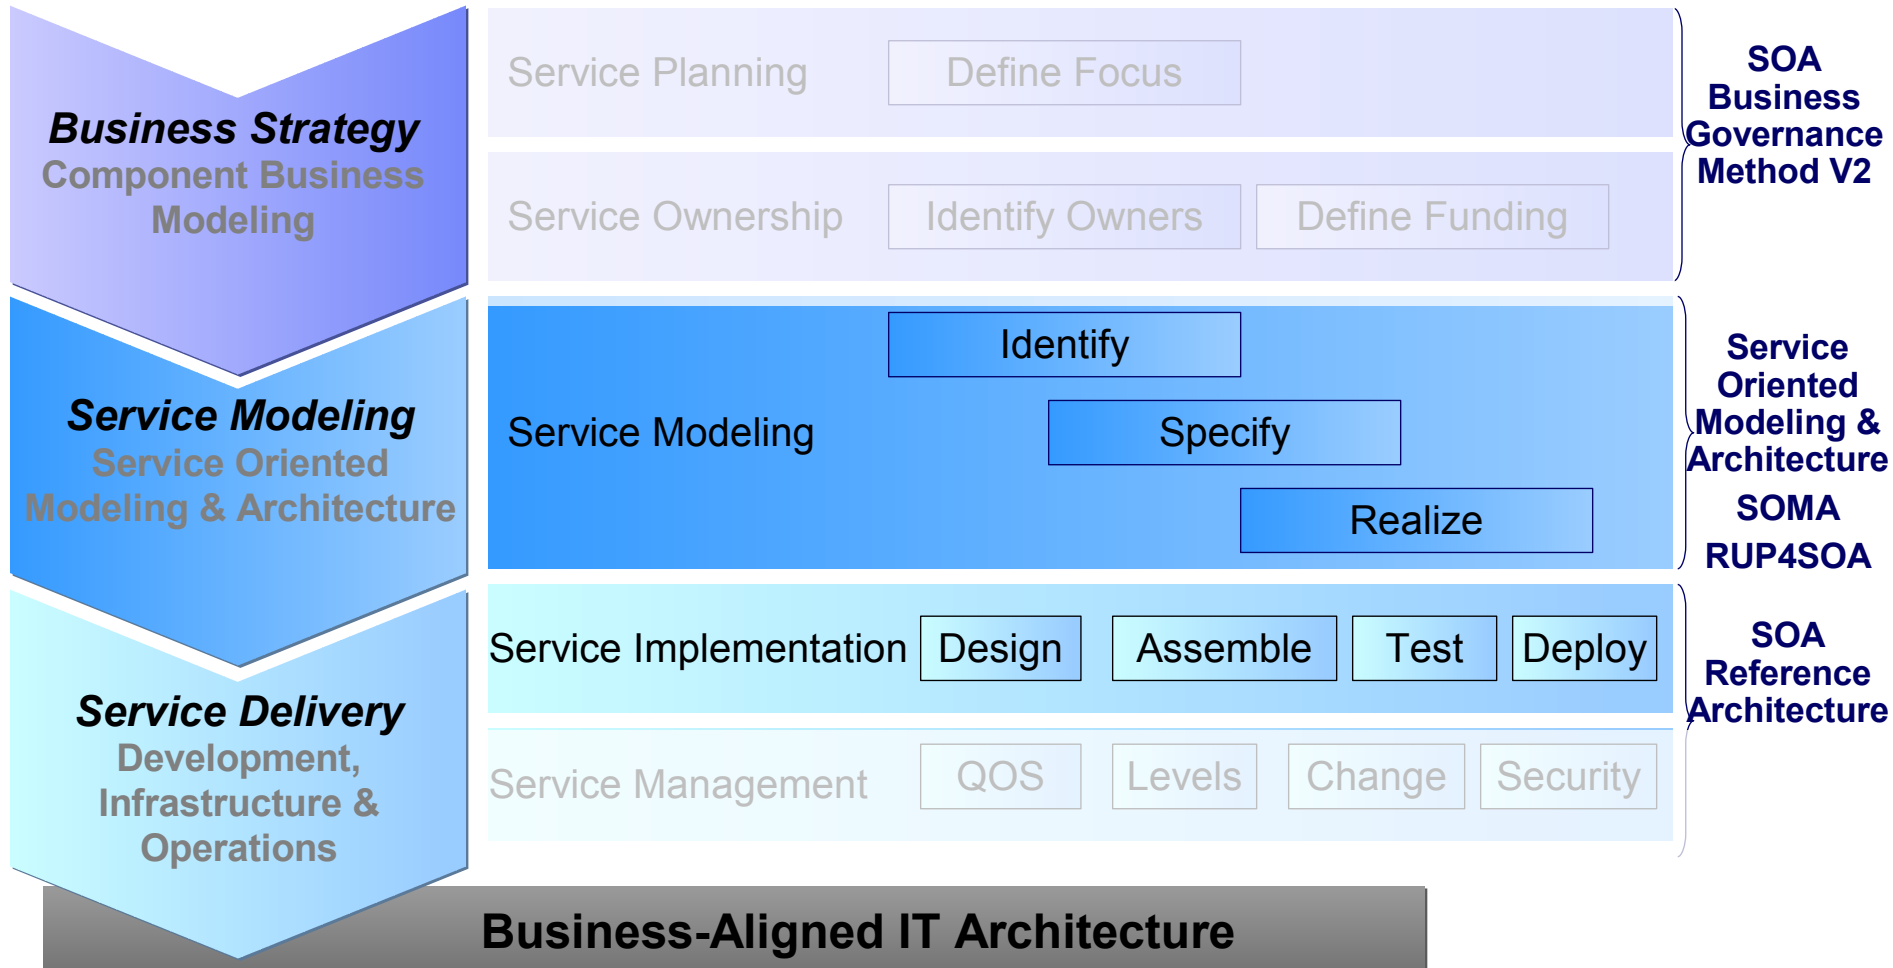 Business Strategy
Component Business
Modeling
Service Planning
Define Focus
Service Ownership
Identify Owners
Define Funding
SOA
Business
Governance
Method V2
Service Modeling
Service Oriented
Modeling & Architecture
Service Modeling
Identify
Specify
Realize
Service
Oriented
Modeling &
Architecture
SOMA
RUP4SOA
Service Delivery
Development,
Infrastructure &
Operations
Service Implementation
Design
Assemble
Test
Deploy
Service Management
QOS
Levels
Change
Security
SOA
Reference
Architecture
Business-Aligned IT Architecture